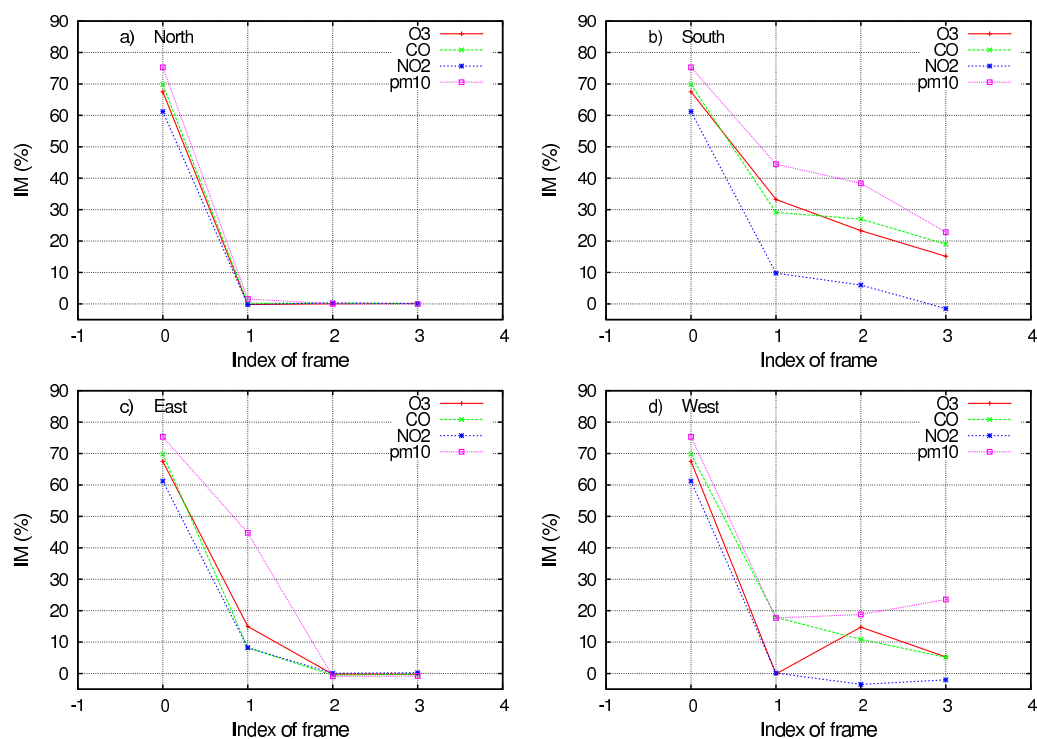 a) North
O3
CO
NO2
pm10
90
80
70
60
50
40
30
20
10
0
IM (%)
-1 0 1 2 3 4
Index of frame
b) South
O3
CO
NO2
pm10
90
80
70
60
50
40
30
20
10
0
IM (%)
-1 0 1 2 3 4
Index of frame
c) East
O3
CO
NO2
pm10
90
80
70
60
50
40
30
20
10
0
IM (%)
-1 0 1 2 3 4
Index of frame
d) West
O3
CO
NO2
pm10
90
80
70
60
50
40
30
20
10
0
IM (%)
-1 0 1 2 3 4
Index of frame